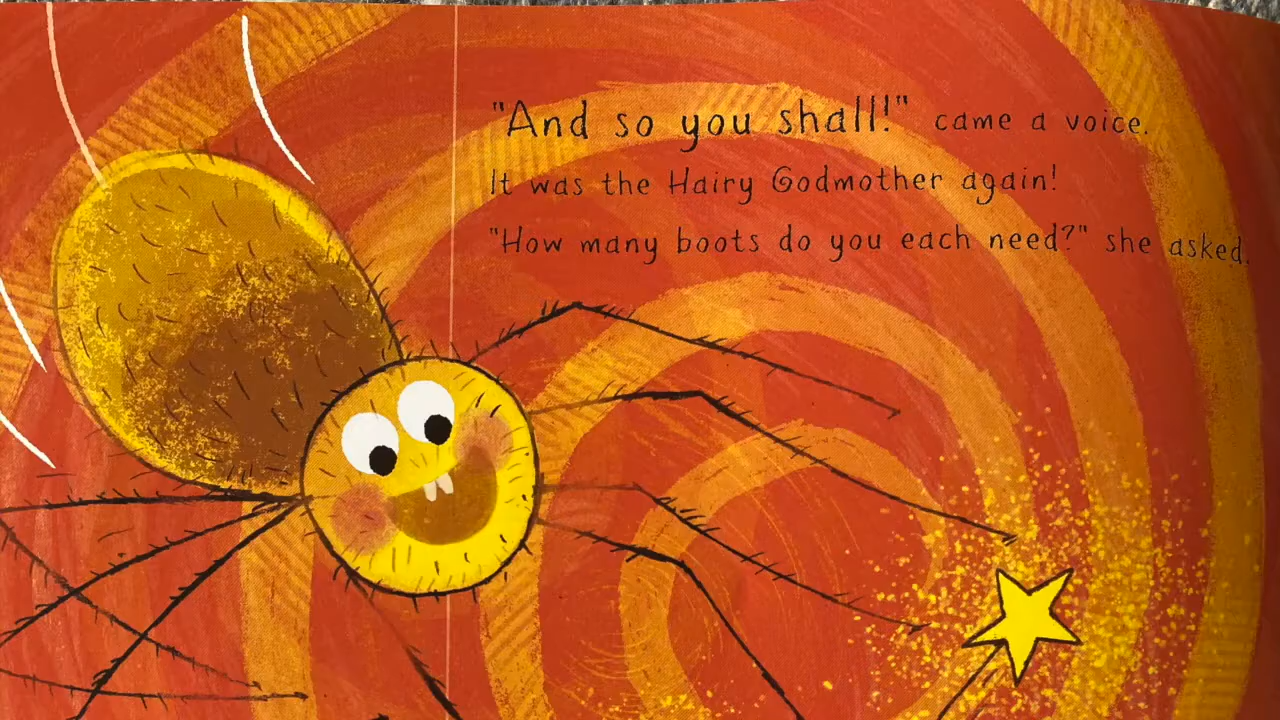 "And so you shall!" came a voice.
It was the Hairy Godmother again!
"How many boots do you each need?" she asked.